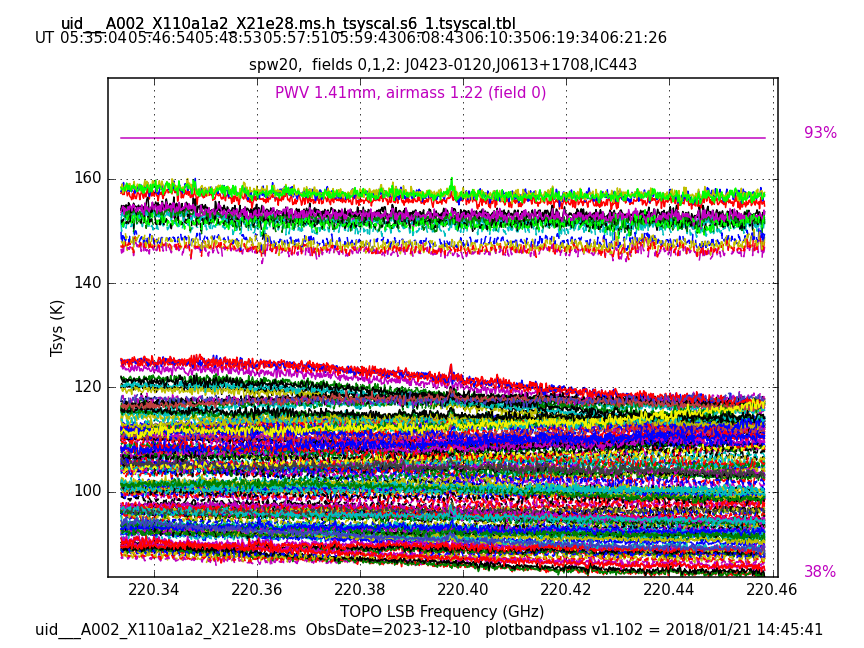 uid___A002_X110a1a2_X21e28.ms.h_tsyscal.s6_1.tsyscal.tbl
UT 05:35:04 05:46:54 05:48:53 05:57:51 05:59:43 06:08:43 06:10:35 06:19:34 06:21:26
spw20,  fields 0,1,2: J0423-0120,J0613+1708,IC443
PWV 1.41mm, airmass 1.22 (field 0)
93%
160
140
120
100
Tsys (K)
38%
220.34 220.36 220.38 220.40 220.42 220.44 220.46
TOPO LSB Frequency (GHz)
uid___A002_X110a1a2_X21e28.ms  ObsDate=2023-12-10   plotbandpass v1.102 = 2018/01/21 14:45:41